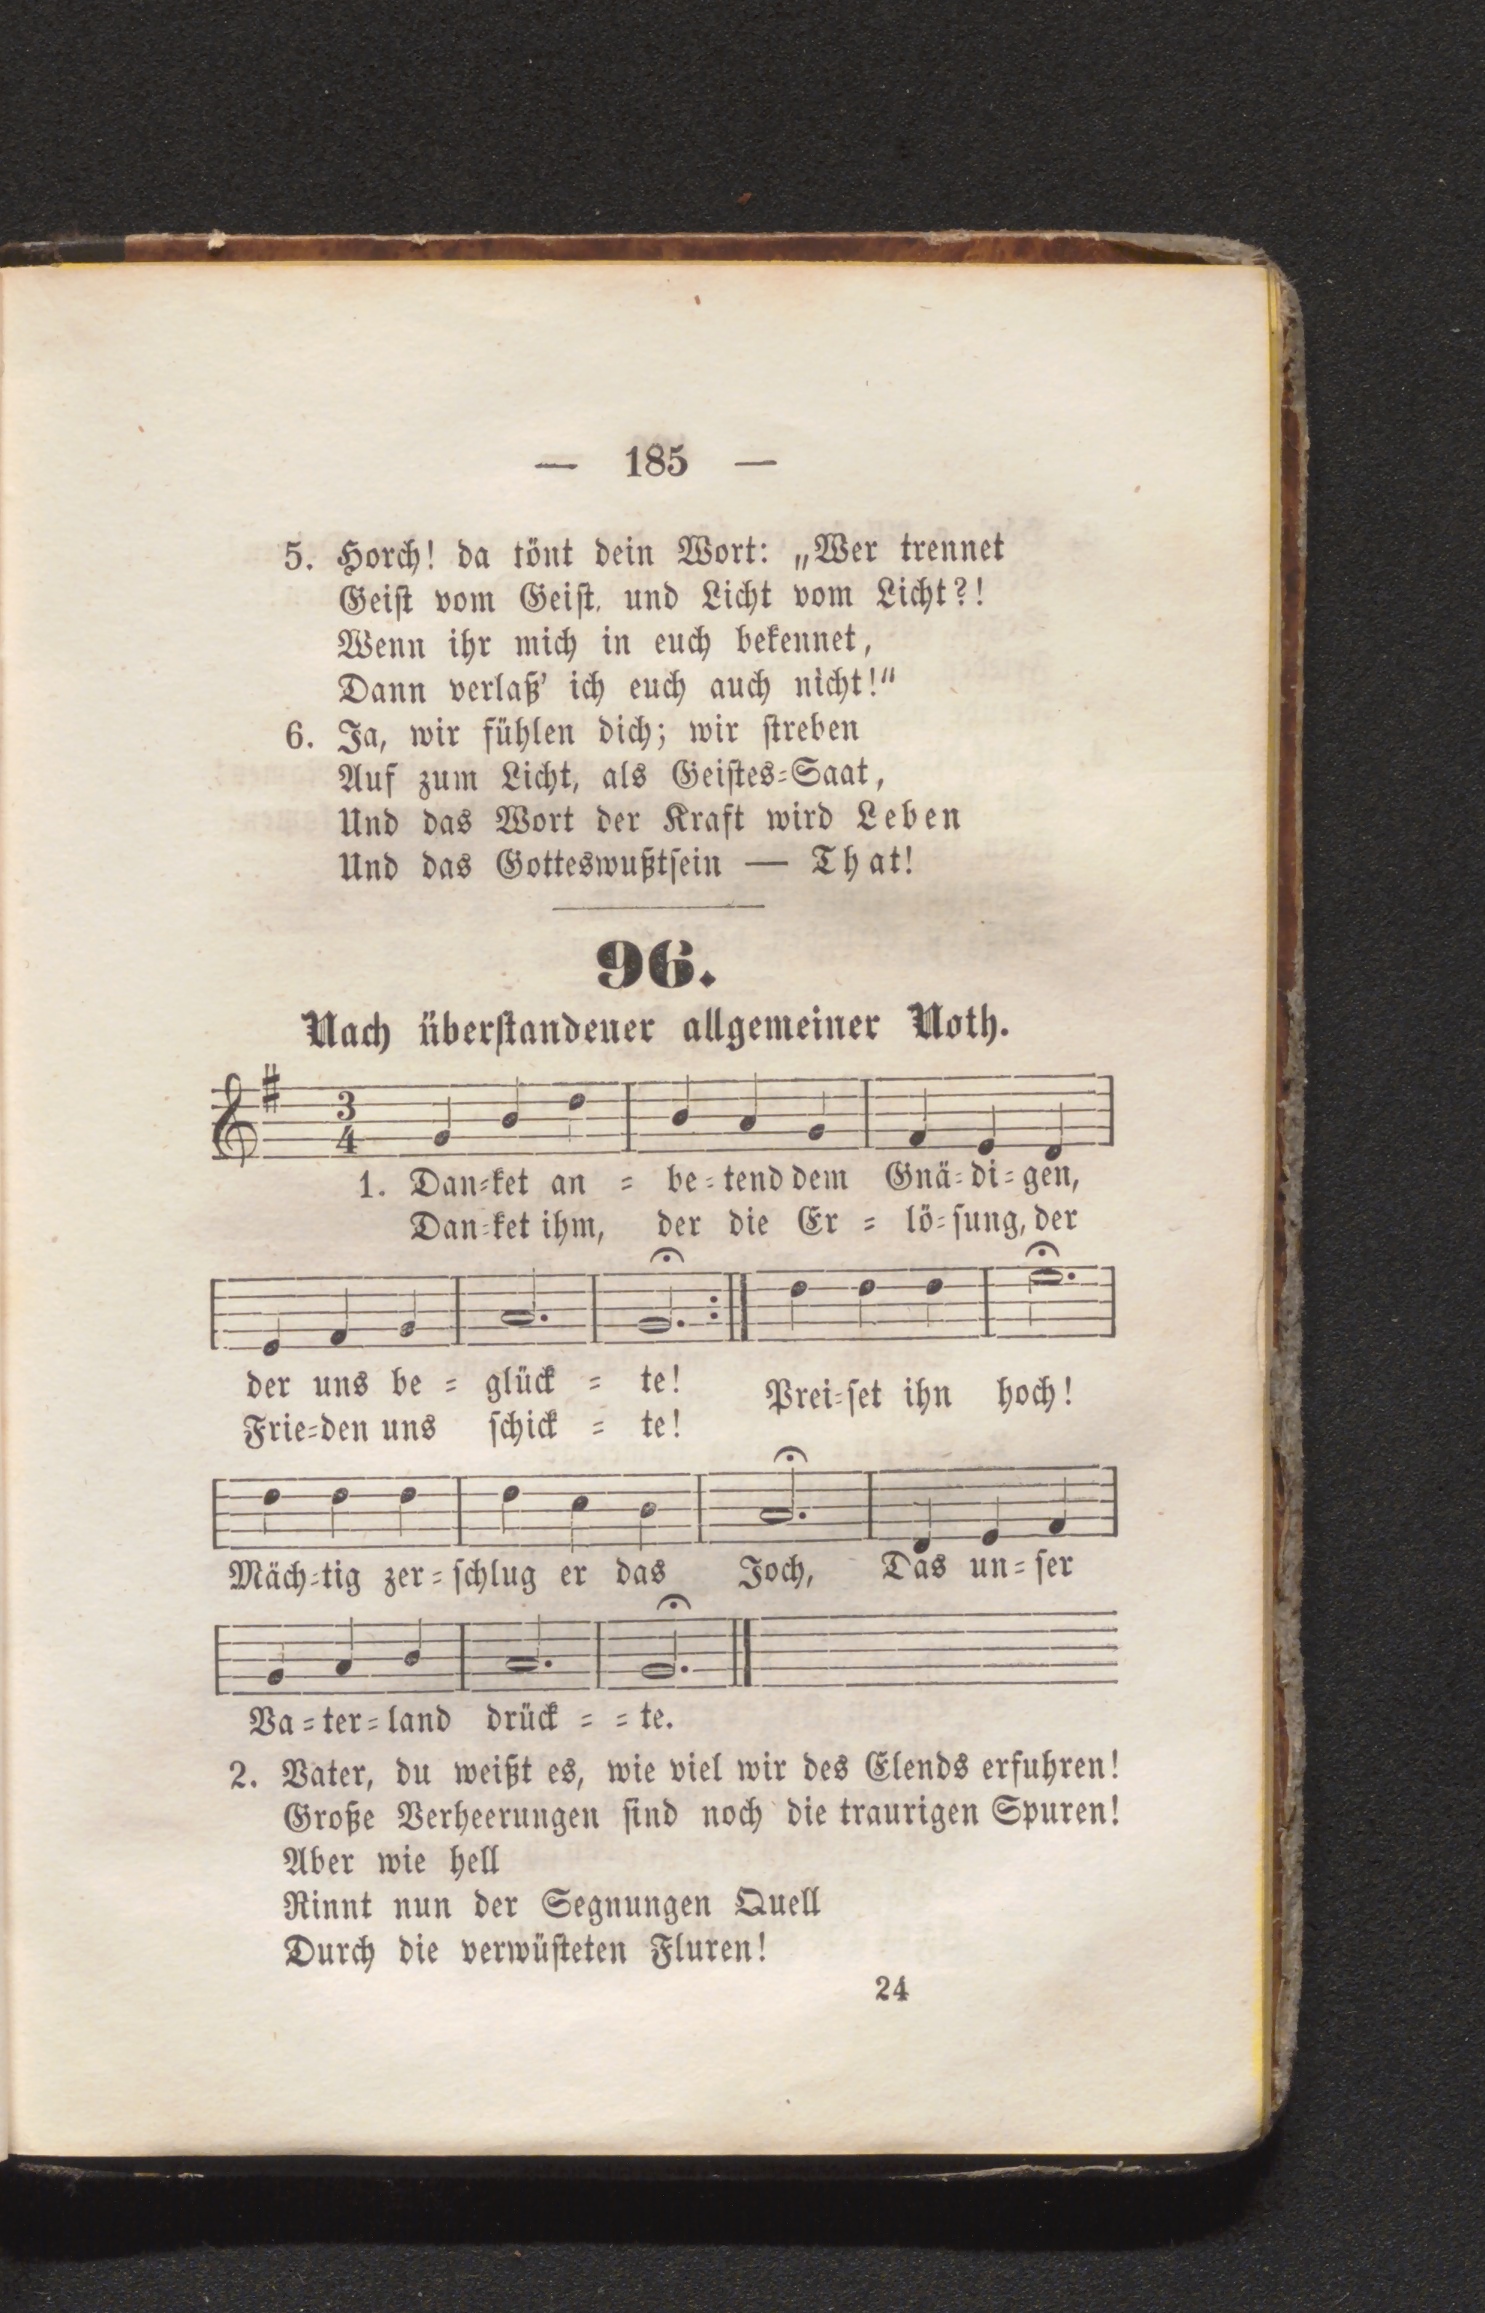 — 185 —
5. Horch! da tönt dein Wort: „Wer trennet
Geiſt vom Geiſt, und Licht vom Licht?!
Wenn ihr mich in euch bekennet,
Dann verlaß’ ich euch auch nicht!“
6. Ja, wir fühlen dich; wir ſtreben
Auf zum Licht, als Geiſtes=Saat,
Und das Wort der Kraft wird Leben
Und das Gotteswußtſein — That!
96.
Nach überſtandener allgemeiner Noth.
3
4
1. Dan=ket an = be=tend dem Gnä=di=gen,
Dan=ket ihm, der die Er = lö=ſung, der
der uns be = glück = te! Prei=ſet ihn hoch!
Frie=den uns ſchick = te!
Mäch=tig zer=ſchlug er das Joch, Das un=ſer
Va=ter=land drück = = te.
2. Vater, du weißt es, wie viel wir des Elends erfuhren!
Große Verheerungen ſind noch die traurigen Spuren!
Aber wie hell
Rinnt nun der Segnungen Quell
Durch die verwüſteten Fluren!
24